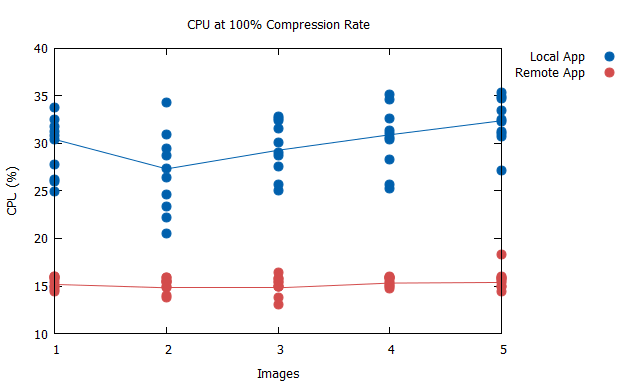 CPU at 100% Compression Rate
Local App
Remote App
40
35
30
25
20
15
10
CPU (%)
1 2 3 4 5
Images